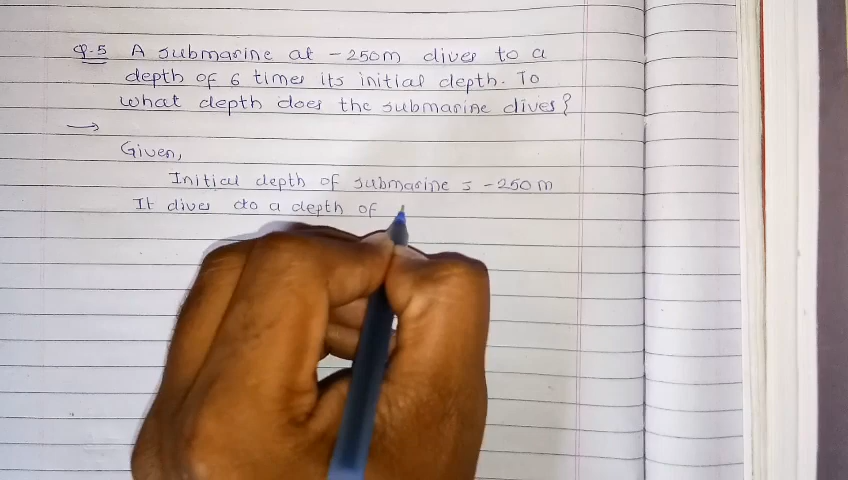 Q.5 A submarine at -250m dives to a
depth of 6 times its initial depth. To
what depth does the submarine dives?
→
Given,
Initial depth of submarine = -250m
It dives to a depth of